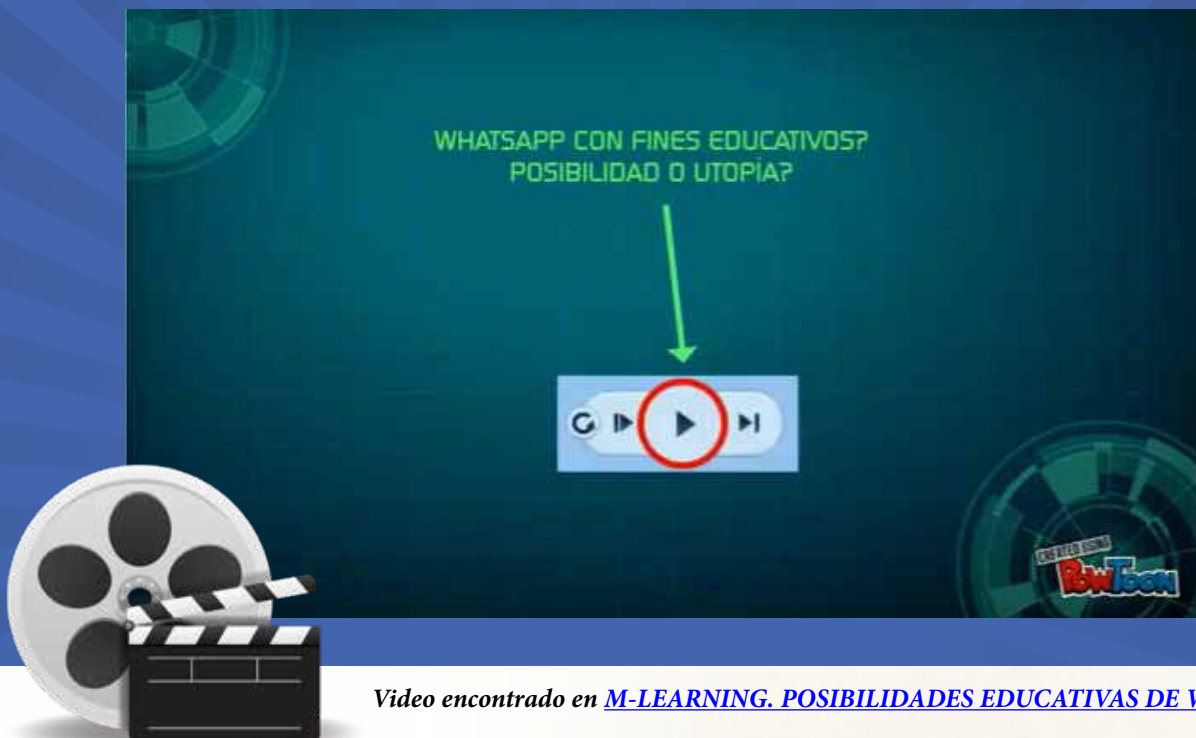 WHATSAPP CON FINES EDUCATIVOS?
POSIBILIDAD O UTOPÍA?
CREATED USING
POWTOON
Video encontrado en M-LEARNING. POSIBILIDADES EDUCATIVAS DE